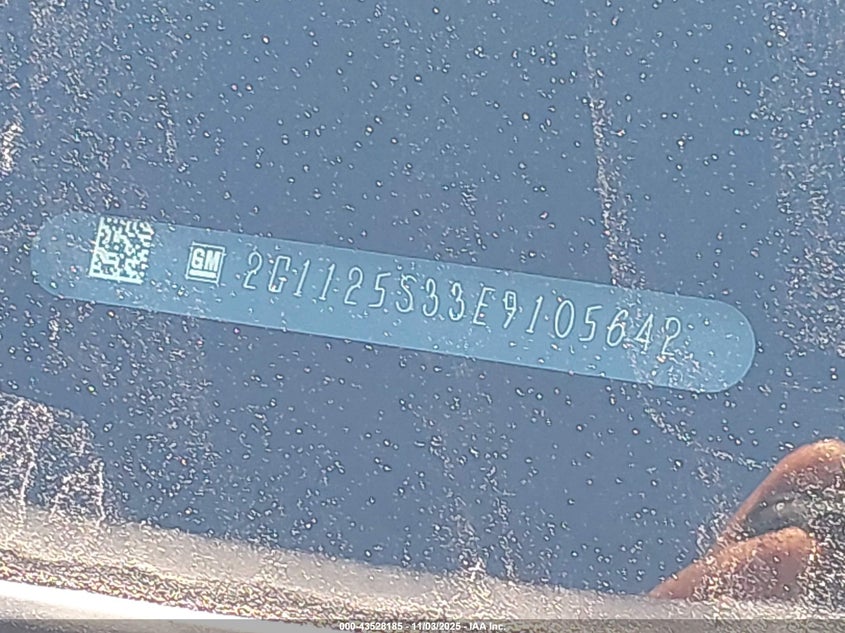 GM 2G1125S33E9105642
000-43528185 - 11/03/2025 - IAA Inc.